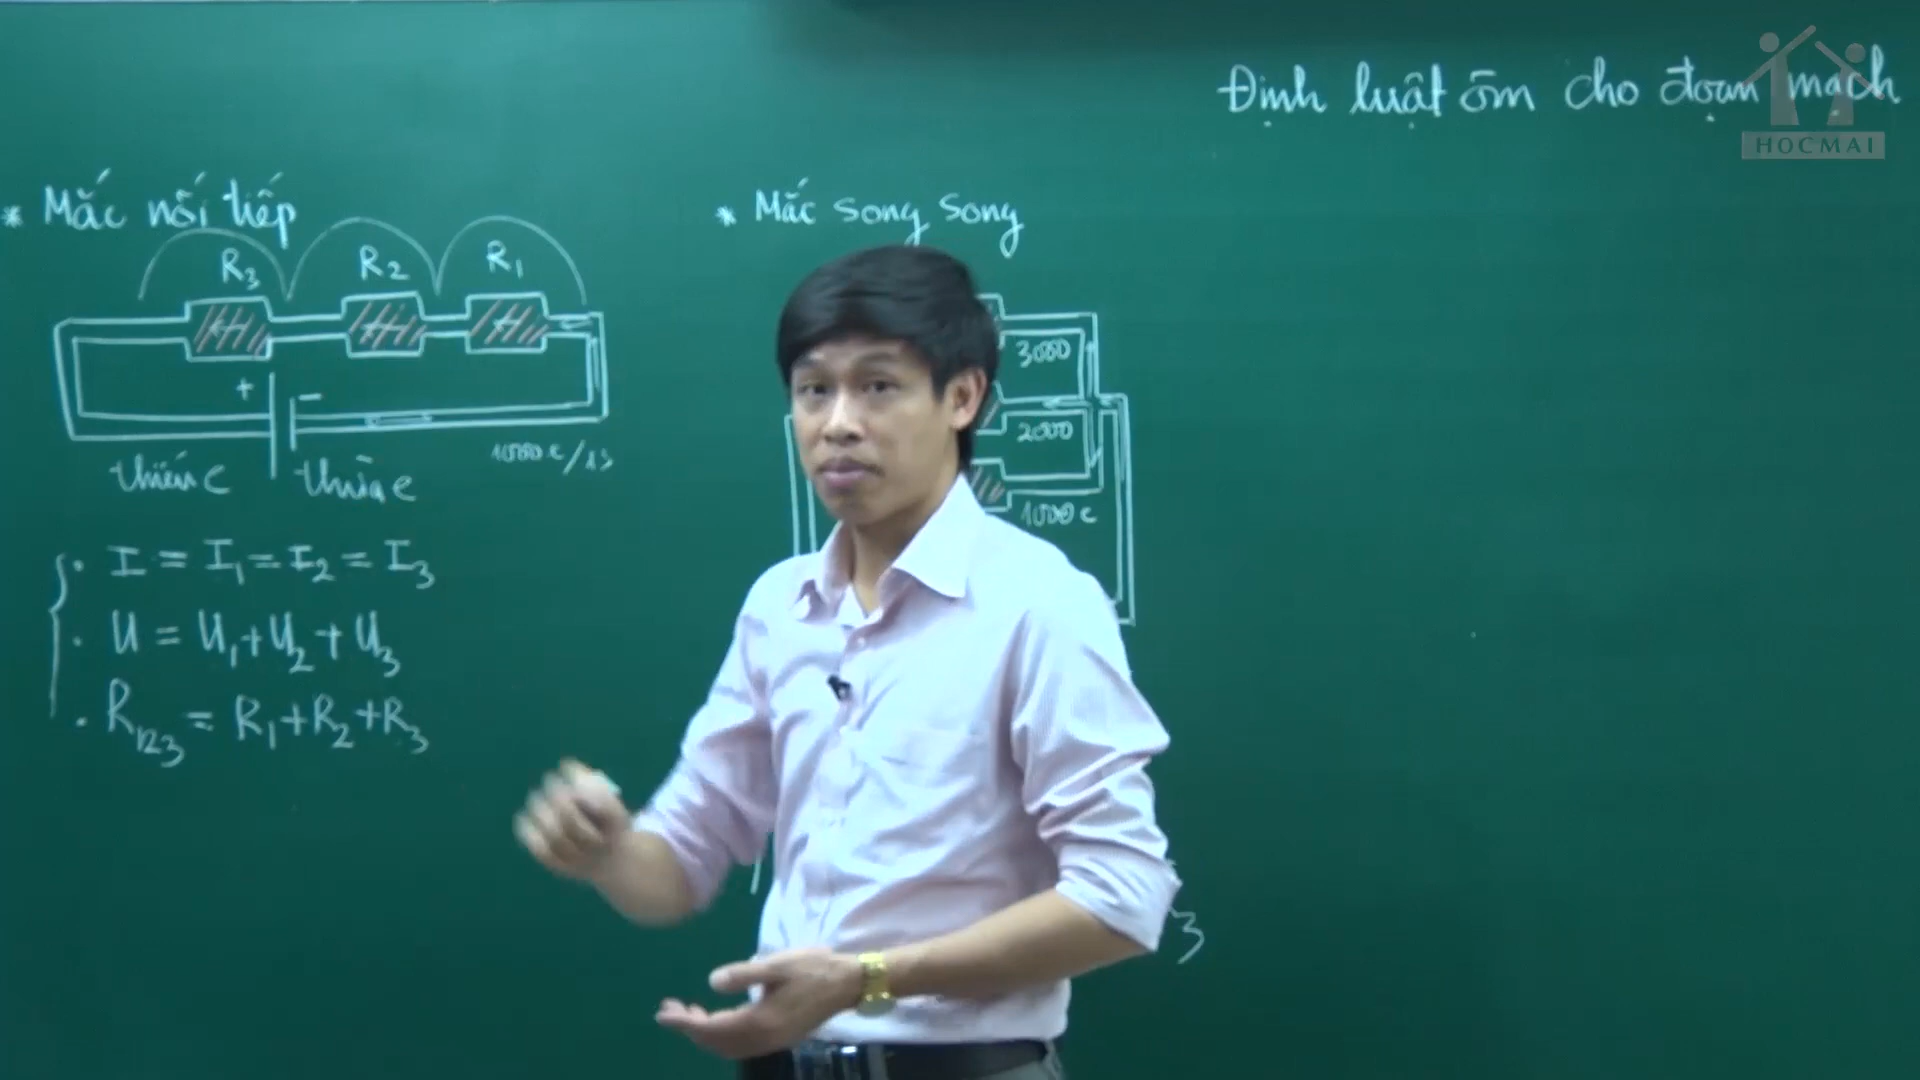 Định luật ôm cho đoạn mạch
HOCMAI
* Mắc nối tiếp
R3 R2 R1
+ -
thiếu e thừa e
1000 e/1s
· I = I1 = I2 = I3
· U = U1 + U2 + U3
· R123 = R1 + R2 + R3
* Mắc song song
3000
2000
1000 e
3